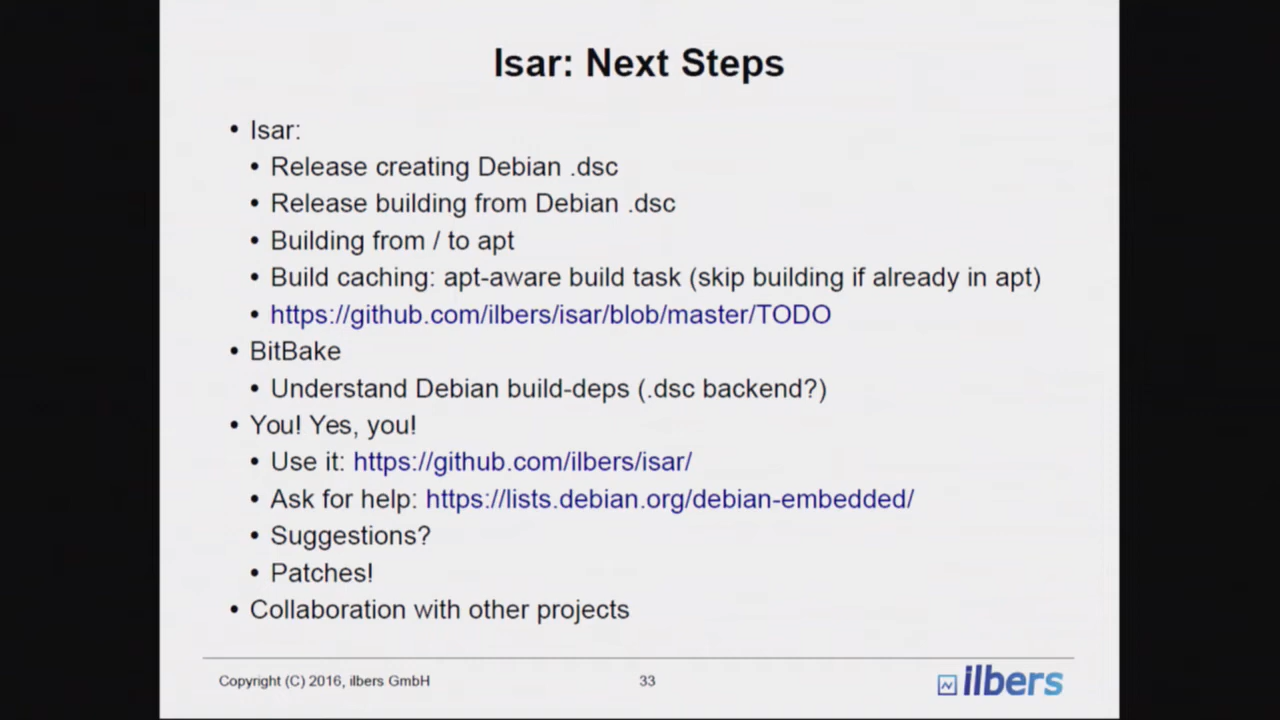 Isar: Next Steps
• Isar:
• Release creating Debian .dsc
• Release building from Debian .dsc
• Building from / to apt
• Build caching: apt-aware build task (skip building if already in apt)
• https://github.com/ilbers/isar/blob/master/TODO
• BitBake
• Understand Debian build-deps (.dsc backend?)
• You! Yes, you!
• Use it: https://github.com/ilbers/isar/
• Ask for help: https://lists.debian.org/debian-embedded/
• Suggestions?
• Patches!
• Collaboration with other projects
Copyright (C) 2016, ilbers GmbH
33
ilbers